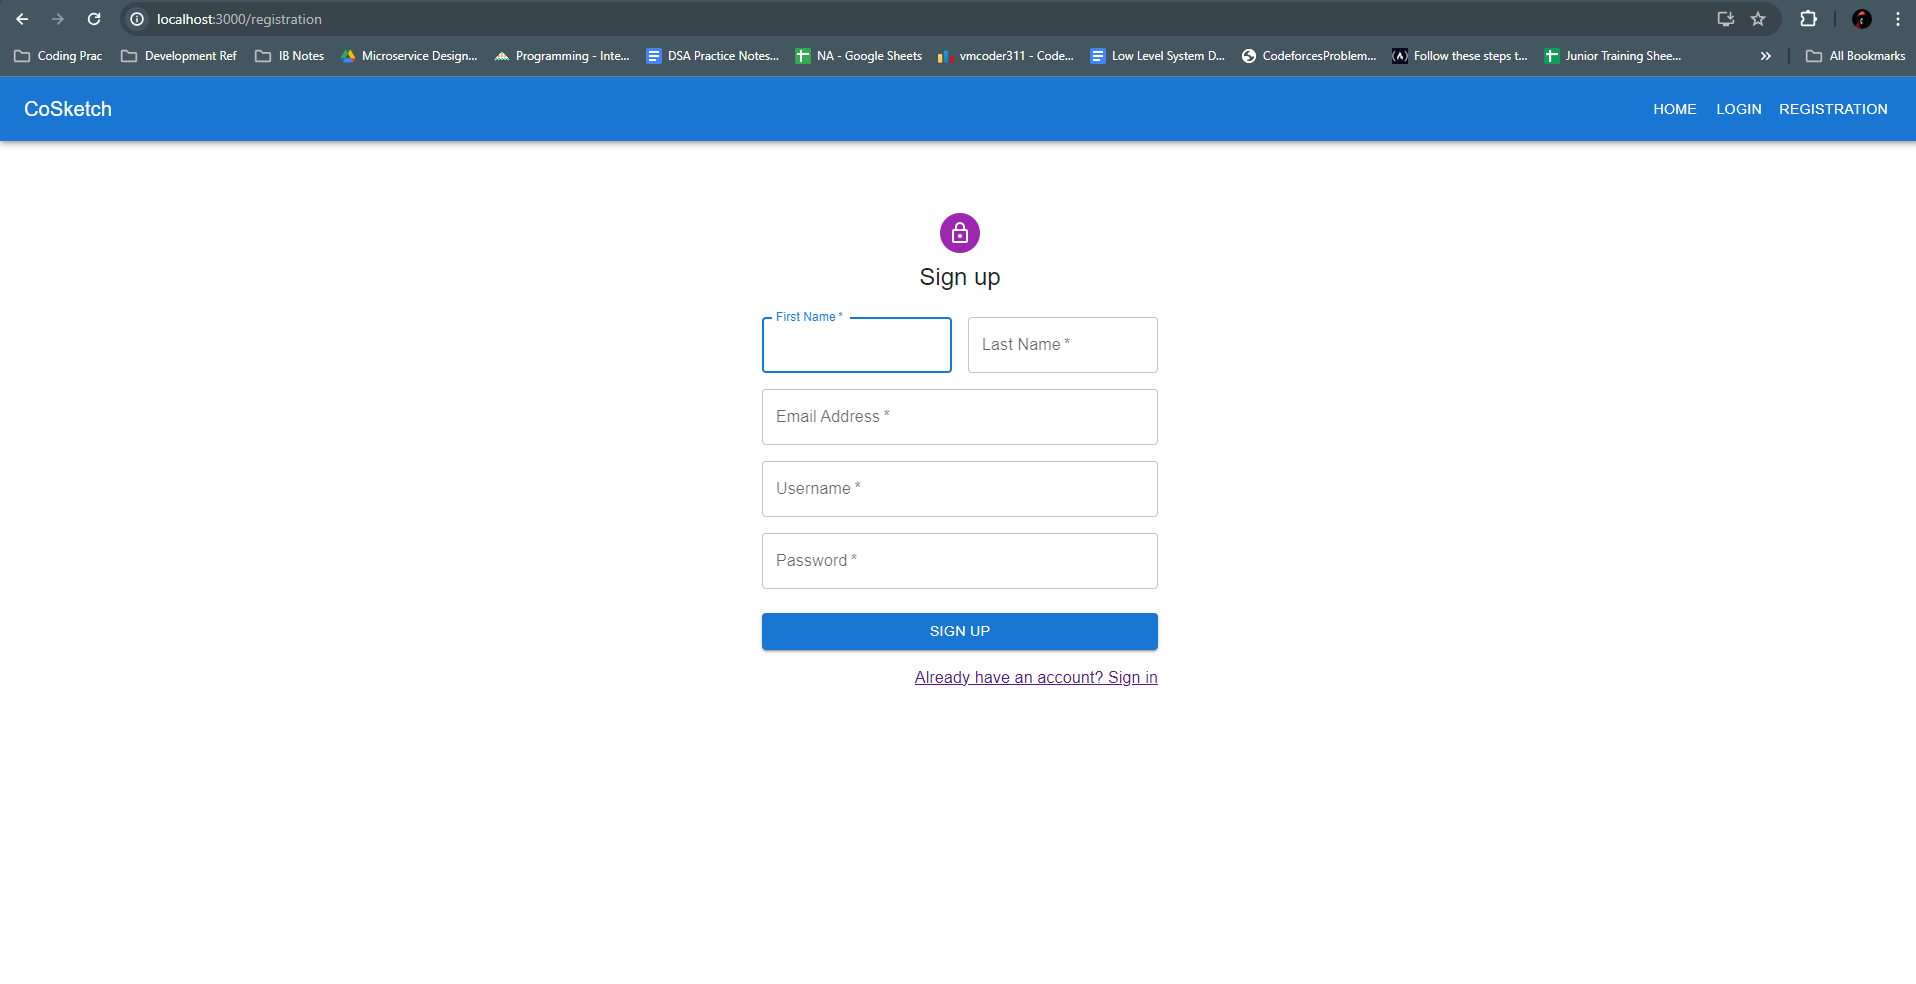 localhost:3000/registration
Coding Prac Development Ref IB Notes Microservice Design... Programming - Inte... DSA Practice Notes... NA - Google Sheets vmcoder311 - Code... Low Level System D... CodeforcesProblem... Follow these steps t... Junior Training Shee... » All Bookmarks
CoSketch HOME LOGIN REGISTRATION
Sign up
First Name *
Last Name *
Email Address *
Username *
Password *
SIGN UP
Already have an account? Sign in